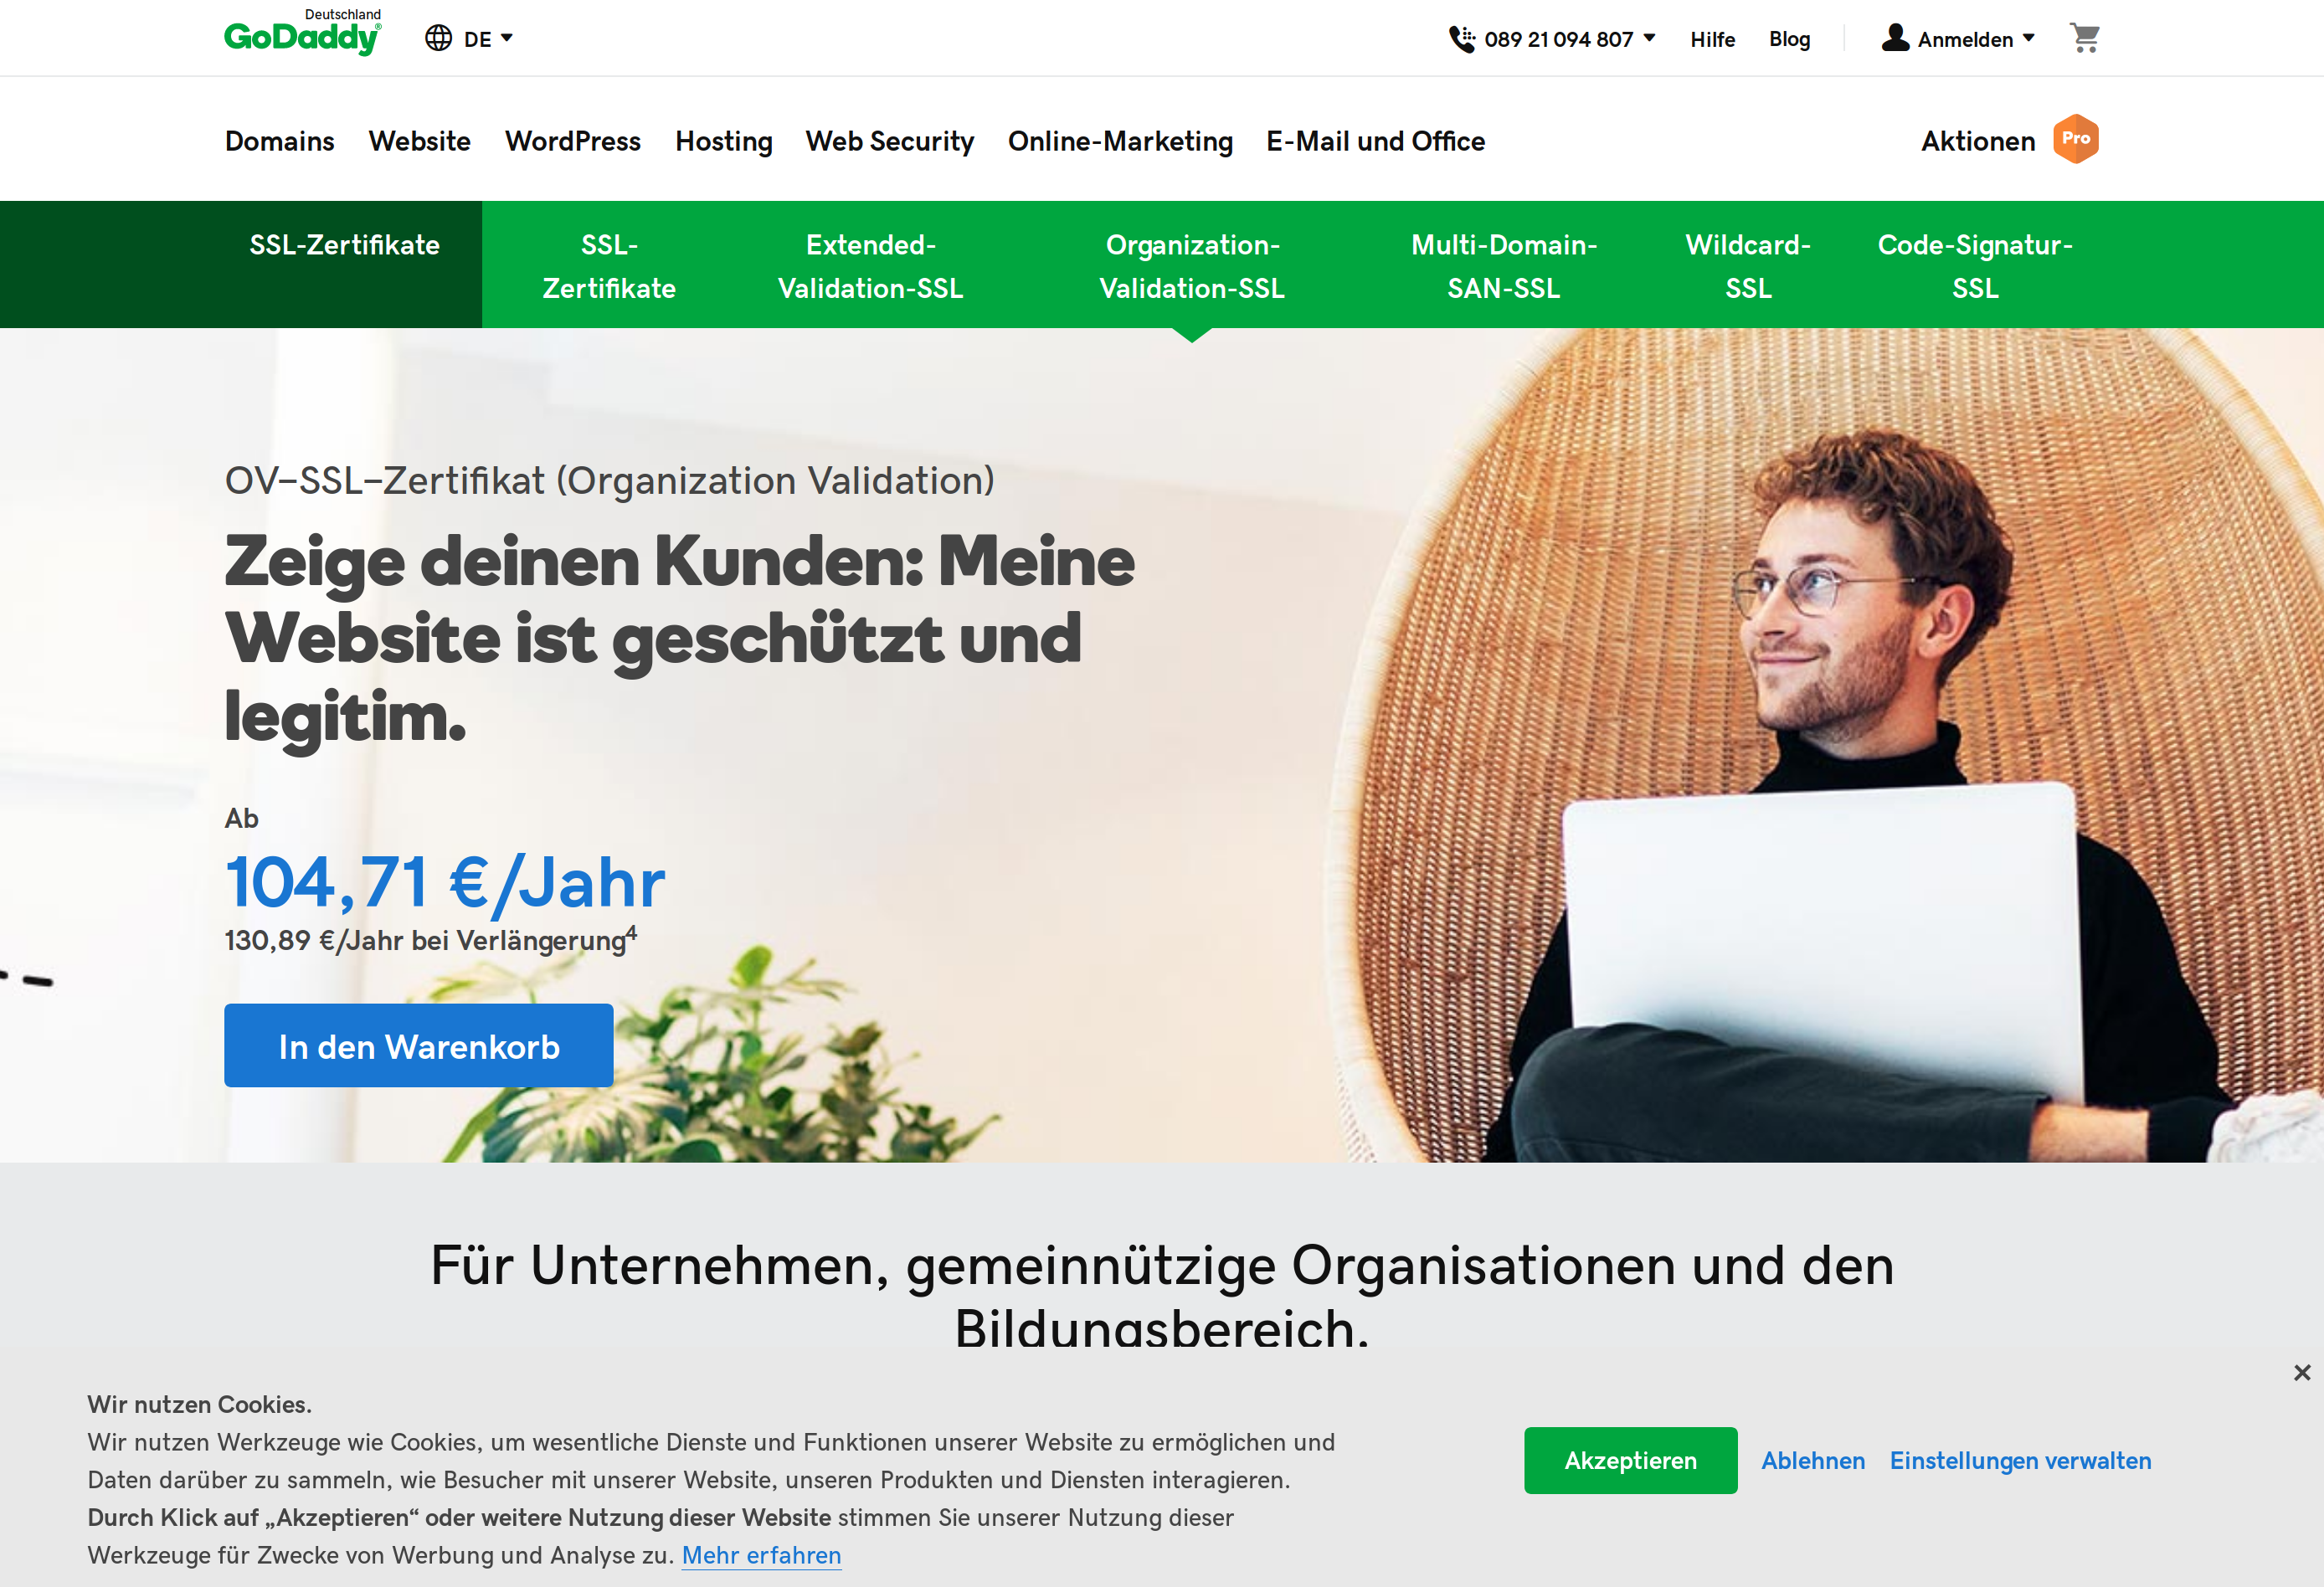 Deutschland
GoDaddy®
DE
089 21 094 807
Hilfe
Blog
Anmelden
Domains
Website
WordPress
Hosting
Web Security
Online-Marketing
E-Mail und Office
Aktionen
Pro
SSL-Zertifikate
SSL-
Zertifikate
Extended-
Validation-SSL
Organization-
Validation-SSL
Multi-Domain-
SAN-SSL
Wildcard-
SSL
Code-Signatur-
SSL
OV-SSL-Zertifikat (Organization Validation)
Zeige deinen Kunden: Meine
Website ist geschützt und
legitim.
Ab
104,71 €/Jahr
130,89 €/Jahr bei Verlängerung4
In den Warenkorb
Für Unternehmen, gemeinnützige Organisationen und den
Bildungsbereich.
Wir nutzen Cookies.
Wir nutzen Werkzeuge wie Cookies, um wesentliche Dienste und Funktionen unserer Website zu ermöglichen und
Daten darüber zu sammeln, wie Besucher mit unserer Website, unseren Produkten und Diensten interagieren.
Durch Klick auf „Akzeptieren“ oder weitere Nutzung dieser Website stimmen Sie unserer Nutzung dieser
Werkzeuge für Zwecke von Werbung und Analyse zu. Mehr erfahren
Akzeptieren
Ablehnen
Einstellungen verwalten